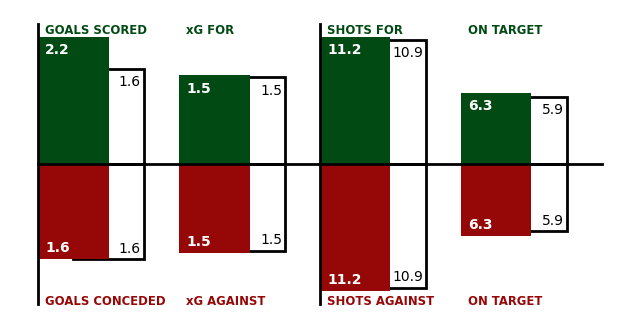 GOALS SCORED xG FOR SHOTS FOR ON TARGET
2.2 1.6 1.5 1.5 11.2 10.9 6.3 5.9
1.6 1.6 1.5 1.5 11.2 10.9 6.3 5.9
GOALS CONCEDED xG AGAINST SHOTS AGAINST ON TARGET